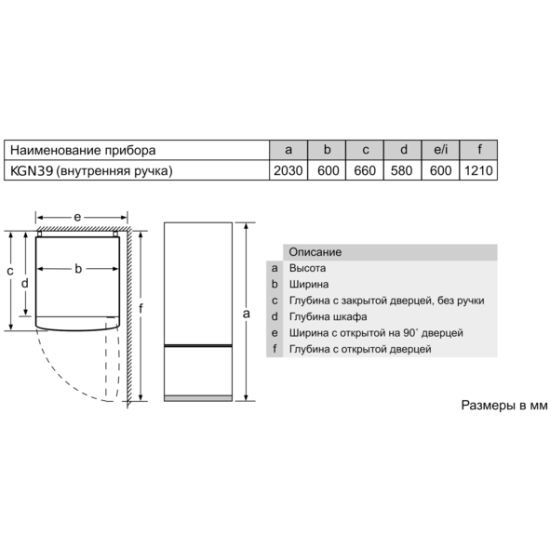 Наименование прибора a b c d e/i f
KGN39 (внутренняя ручка) 2030 600 660 580 600 1210
e
c
d
b
f
a
Описание
a Высота
b Ширина
c Глубина с закрытой дверцей, без ручки
d Глубина шкафа
e Ширина с открытой на 90˚ дверцей
f Глубина с открытой дверцей
Размеры в мм